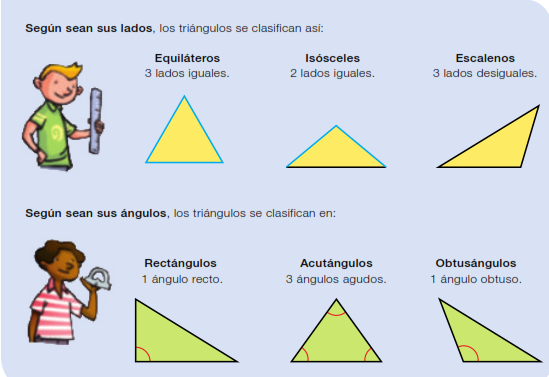 Según sean sus lados, los triángulos se clasifican así:
Equiláteros
3 lados iguales.
Isósceles
2 lados iguales.
Escalenos
3 lados desiguales.
Según sean sus ángulos, los triángulos se clasifican en:
Rectángulos
1 ángulo recto.
Acutángulos
3 ángulos agudos.
Obtusángulos
1 ángulo obtuso.